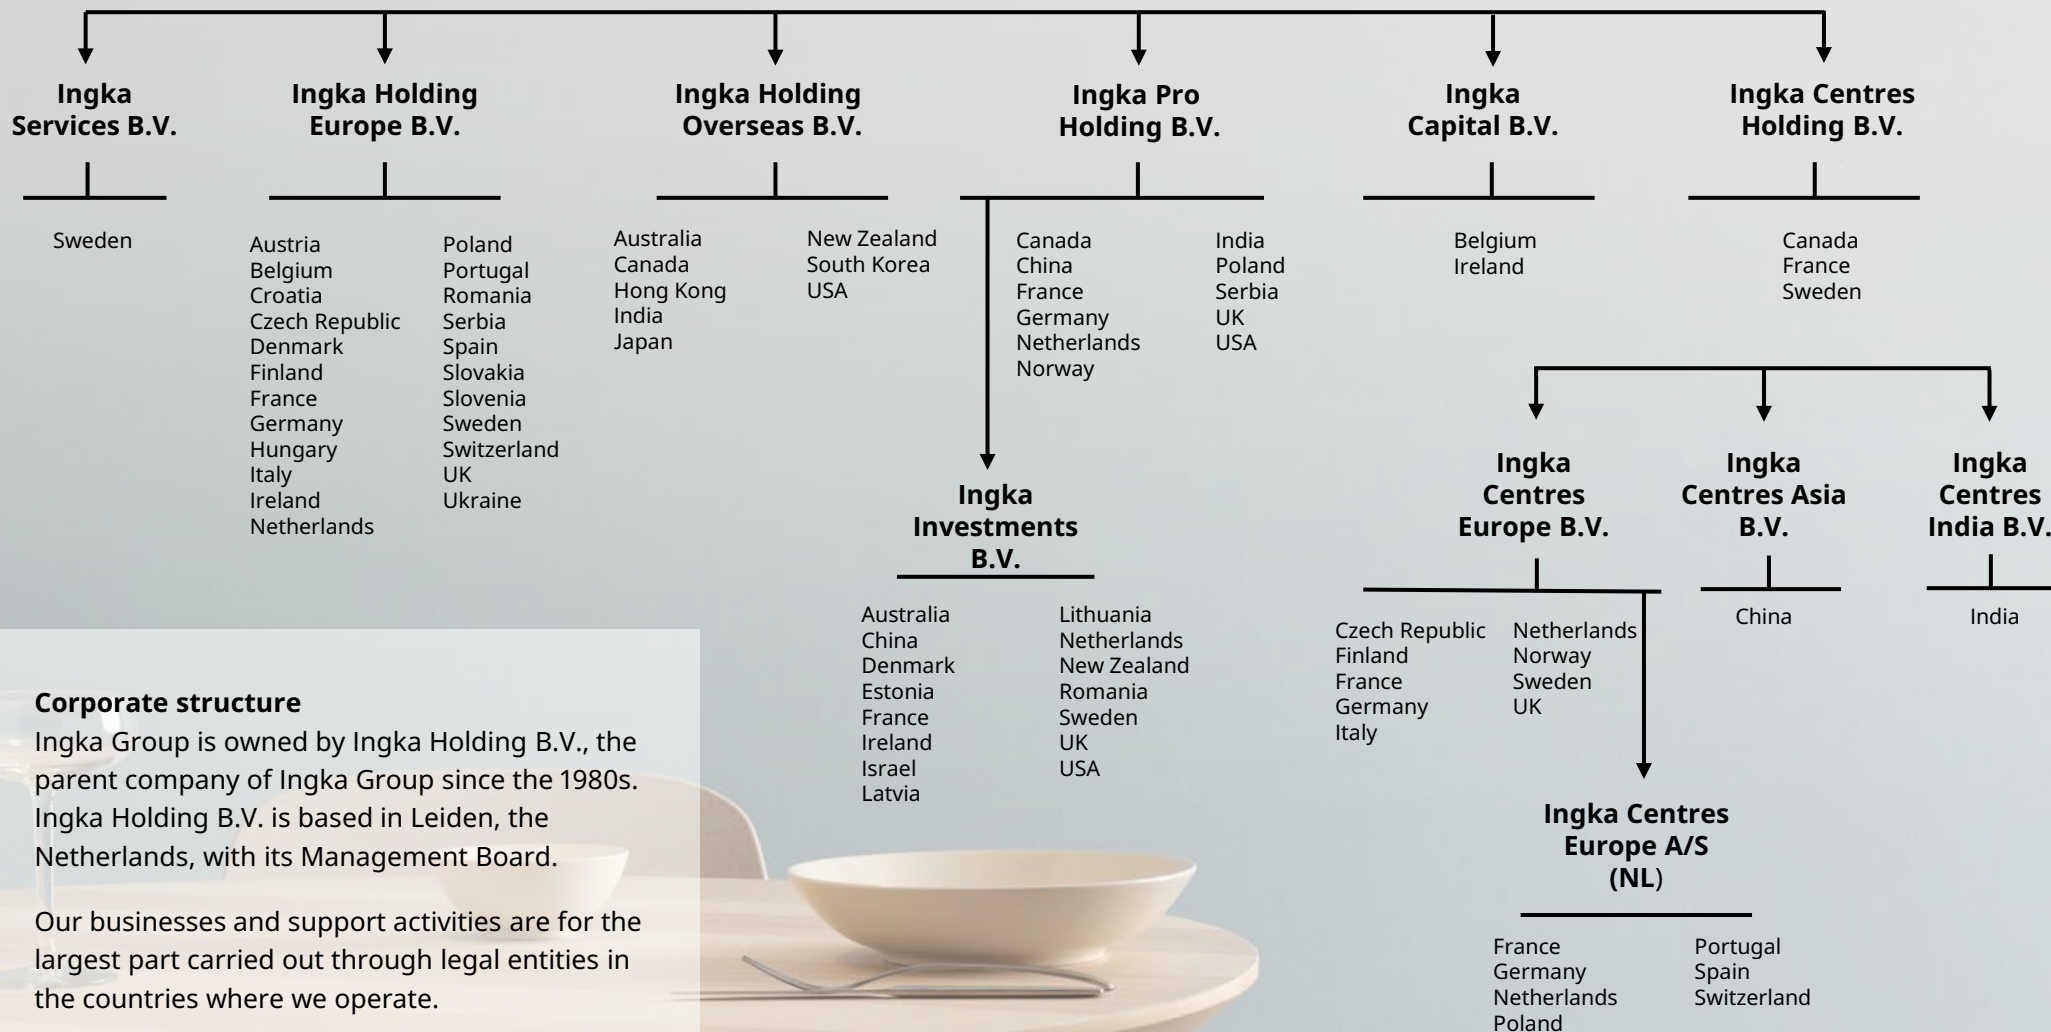 Ingka
Services B.V.
Sweden
Ingka Holding
Europe B.V.
Austria
Belgium
Croatia
Czech Republic
Denmark
Finland
France
Germany
Hungary
Italy
Ireland
Netherlands
Poland
Portugal
Romania
Serbia
Spain
Slovakia
Slovenia
Sweden
Switzerland
UK
Ukraine
Ingka Holding
Overseas B.V.
Australia
Canada
Hong Kong
India
Japan
New Zealand
South Korea
USA
Ingka Pro
Holding B.V.
Canada
China
France
Germany
Netherlands
Norway
India
Poland
Serbia
UK
USA
Ingka
Investments
B.V.
Australia
China
Denmark
Estonia
France
Ireland
Israel
Latvia
Lithuania
Netherlands
New Zealand
Romania
Sweden
UK
USA
Ingka
Capital B.V.
Belgium
Ireland
Ingka Centres
Holding B.V.
Canada
France
Sweden
Ingka
Centres
Europe B.V.
Czech Republic
Finland
France
Germany
Italy
Netherlands
Norway
Sweden
UK
Ingka Centres
Europe A/S
(NL)
France
Germany
Netherlands
Poland
Portugal
Spain
Switzerland
Ingka
Centres Asia
B.V.
China
Ingka
Centres
India B.V.
India
Corporate structure
Ingka Group is owned by Ingka Holding B.V., the
parent company of Ingka Group since the 1980s.
Ingka Holding B.V. is based in Leiden, the
Netherlands, with its Management Board.
Our businesses and support activities are for the
largest part carried out through legal entities in
the countries where we operate.